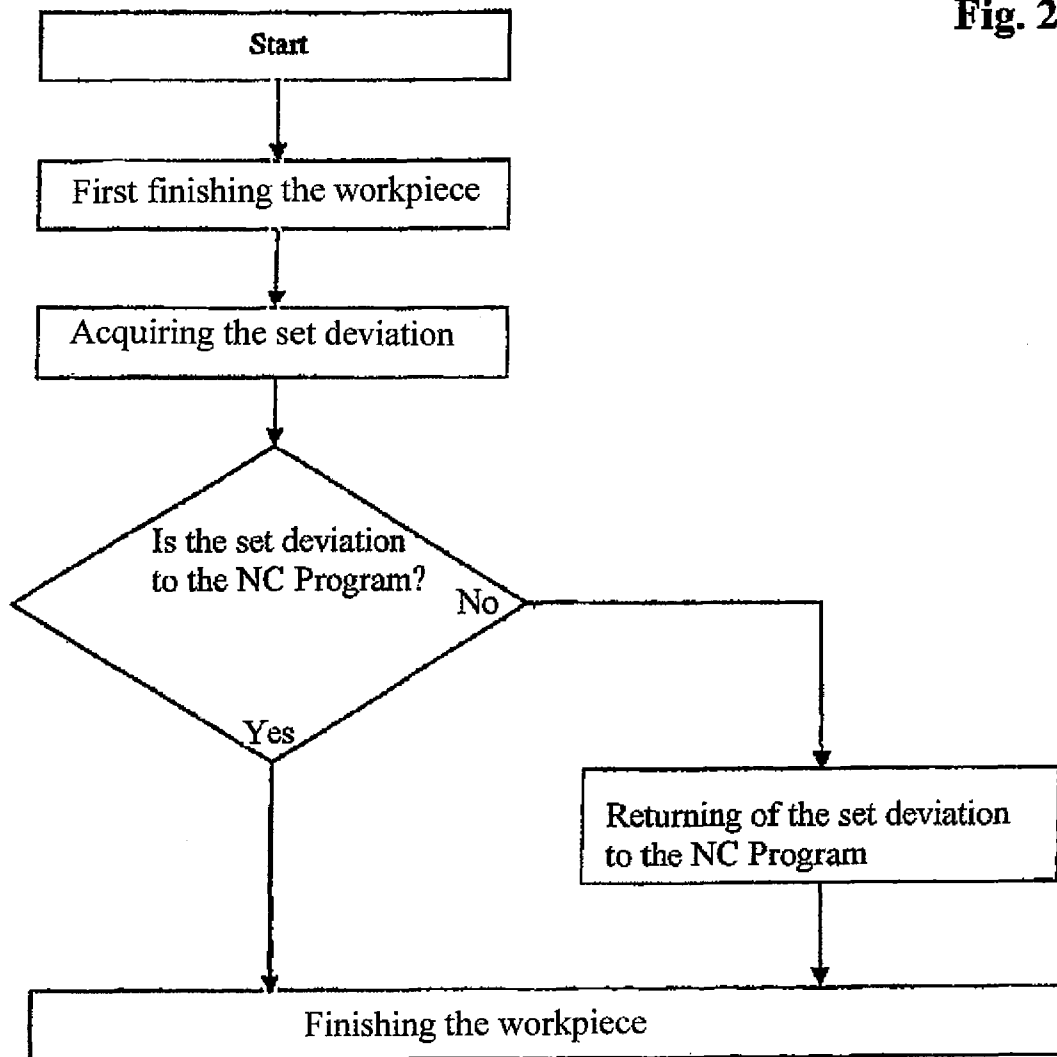 Fig. 2
Start
First finishing the workpiece
Acquiring the set deviation
Is the set deviation
to the NC Program?
No
Yes
Returning of the set deviation
to the NC Program
Finishing the workpiece